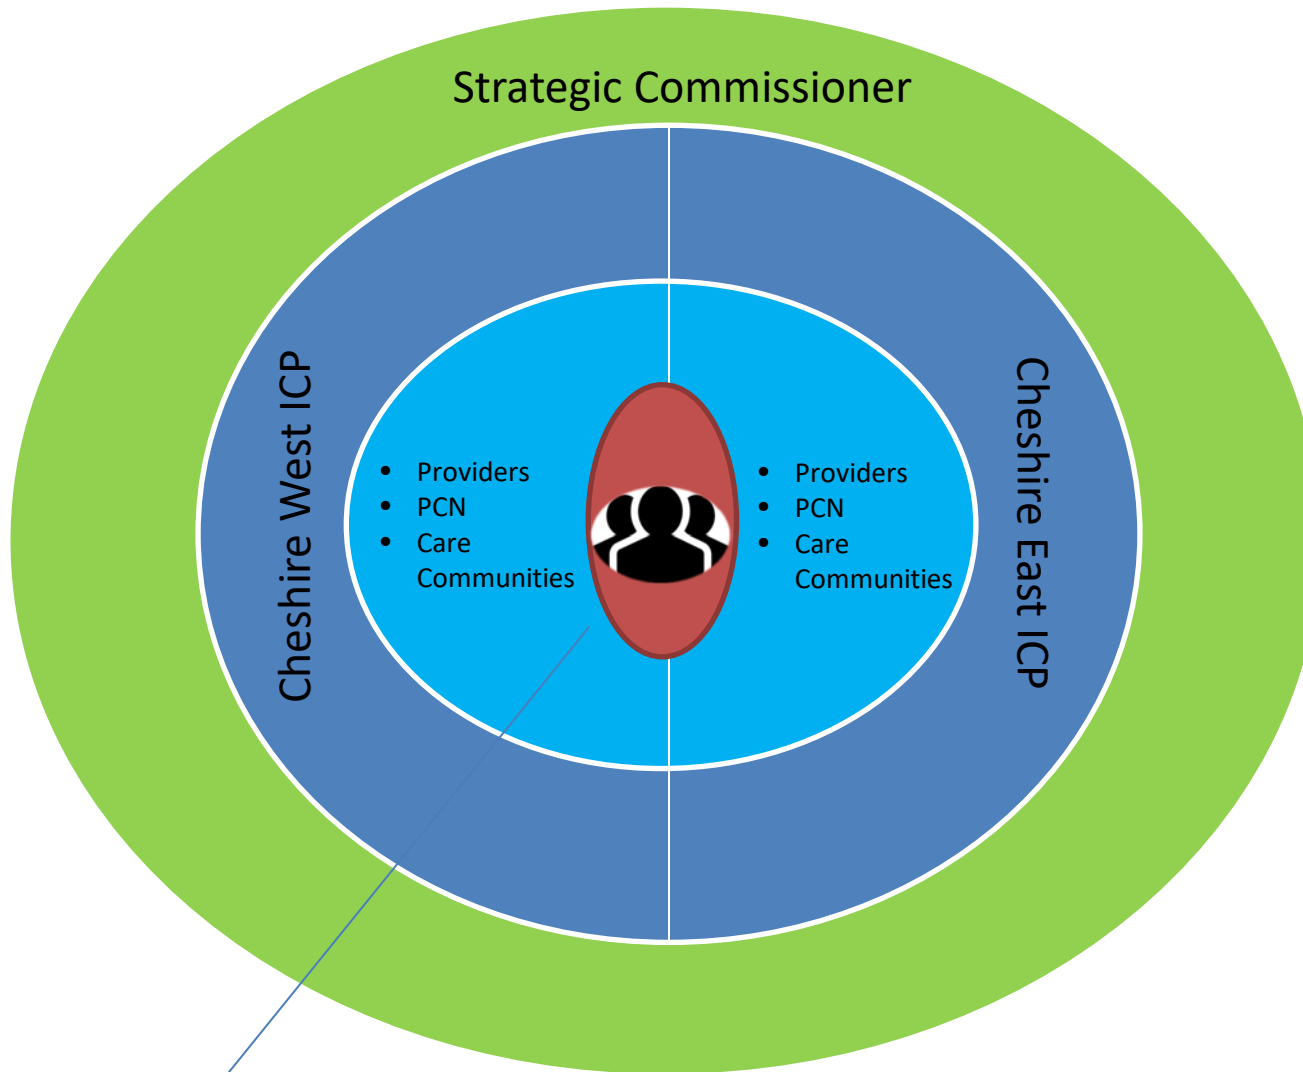 Strategic Commissioner
Cheshire West ICP
• Providers
• PCN
• Care
Communities
• Providers
• PCN
• Care
Communities
Cheshire East ICP